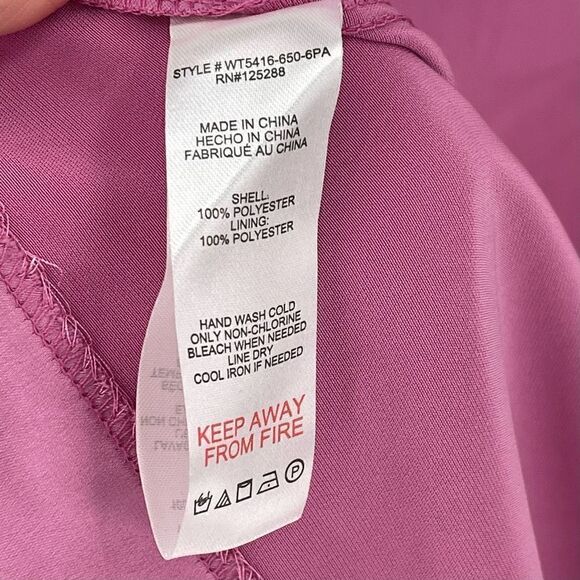 STYLE # WT5416-650-6PA
RN#125288
MADE IN CHINA
HECHO IN CHINA
FABRIQUÉ AU CHINA
SHELL:
100% POLYESTER
LINING:
100% POLYESTER
HAND WASH COLD
ONLY NON-CHLORINE
BLEACH WHEN NEEDED
LINE DRY
COOL IRON IF NEEDED
KEEP AWAY
FROM FIRE
P